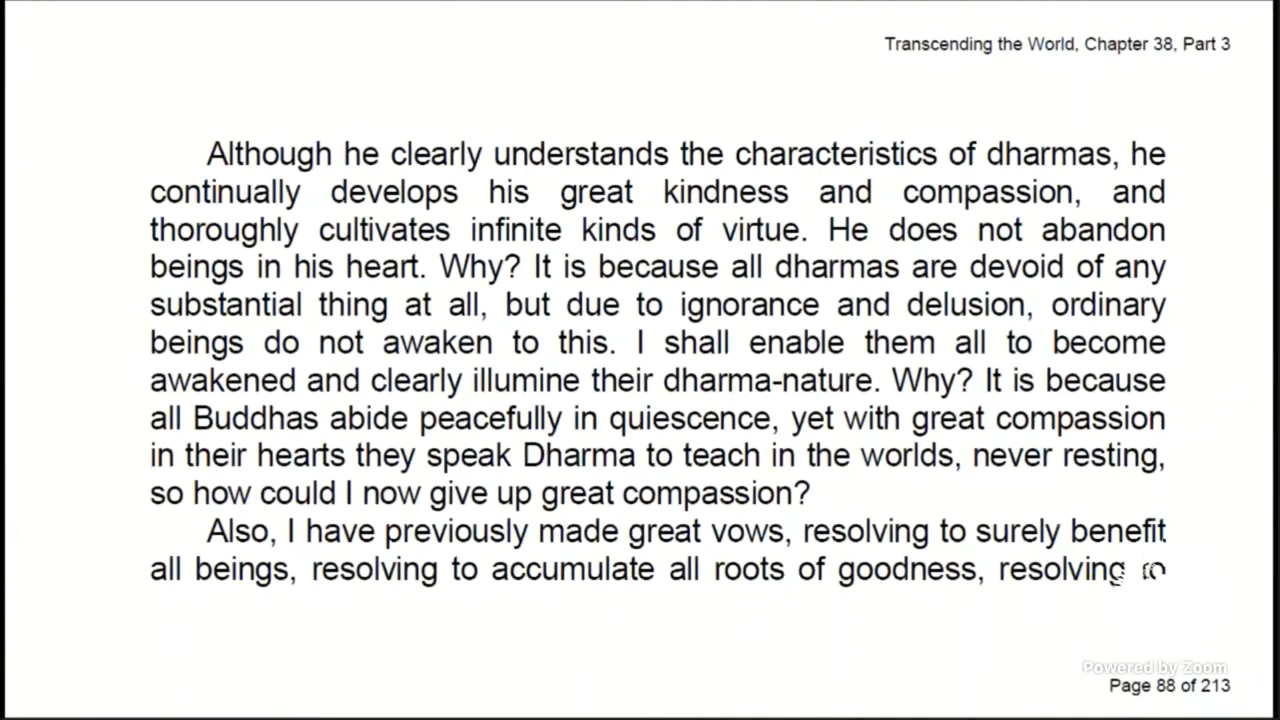 Transcending the World, Chapter 38, Part 3
Although he clearly understands the characteristics of dharmas, he
continually develops his great kindness and compassion, and
thoroughly cultivates infinite kinds of virtue. He does not abandon
beings in his heart. Why? It is because all dharmas are devoid of any
substantial thing at all, but due to ignorance and delusion, ordinary
beings do not awaken to this. I shall enable them all to become
awakened and clearly illumine their dharma-nature. Why? It is because
all Buddhas abide peacefully in quiescence, yet with great compassion
in their hearts they speak Dharma to teach in the worlds, never resting,
so how could I now give up great compassion?
Also, I have previously made great vows, resolving to surely benefit
all beings, resolving to accumulate all roots of goodness, resolving to
Powered by Zoom
Page 88 of 213